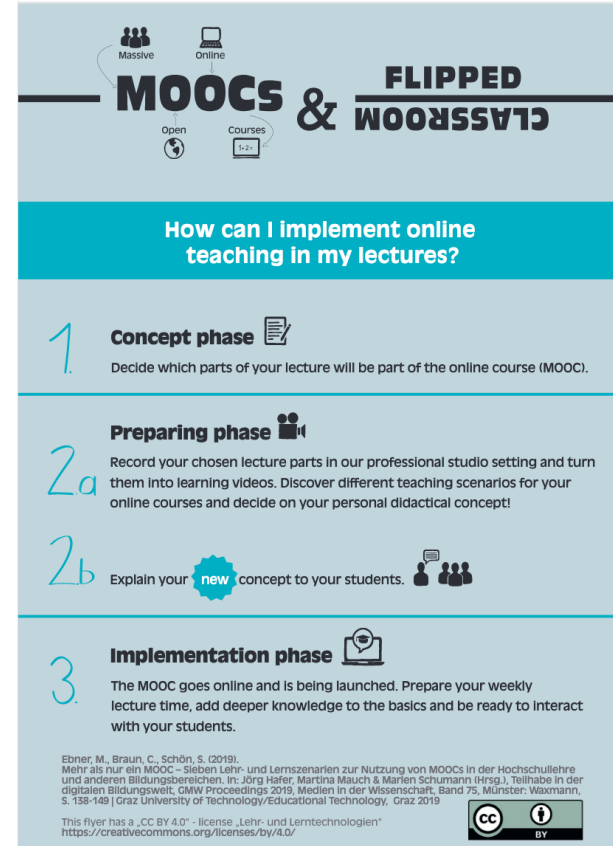 Massive
Online
MOOCs
&
FLIPPED
CLASSROOM
Open
Courses
1+2=
How can I implement online
teaching in my lectures?
1.
Concept phase
Decide which parts of your lecture will be part of the online course (MOOC).
2a
Preparing phase
Record your chosen lecture parts in our professional studio setting and turn
them into learning videos. Discover different teaching scenarios for your
online courses and decide on your personal didactical concept!
2b
Explain your new concept to your students.
3.
Implementation phase
The MOOC goes online and is being launched. Prepare your weekly
lecture time, add deeper knowledge to the basics and be ready to interact
with your students.
Ebner, M., Braun, C., Schön, S. (2019).
Mehr als nur ein MOOC – Sieben Lehr- und Lernszenarien zur Nutzung von MOOCs in der Hochschullehre
und anderen Bildungsbereichen. In: Jörg Hafer, Martina Mauch & Marlen Schumann (Hrsg.), Teilhabe in der
digitalen Bildungswelt, GMW Proceedings 2019, Medien in der Wissenschaft, Band 75, Münster: Waxmann,
S. 138-149 | Graz University of Technology/Educational Technology, Graz 2019
This flyer has a „CC BY 4.0" - license „Lehr- und Lerntechnologien"
https://creativecommons.org/licenses/by/4.0/
cc
BY